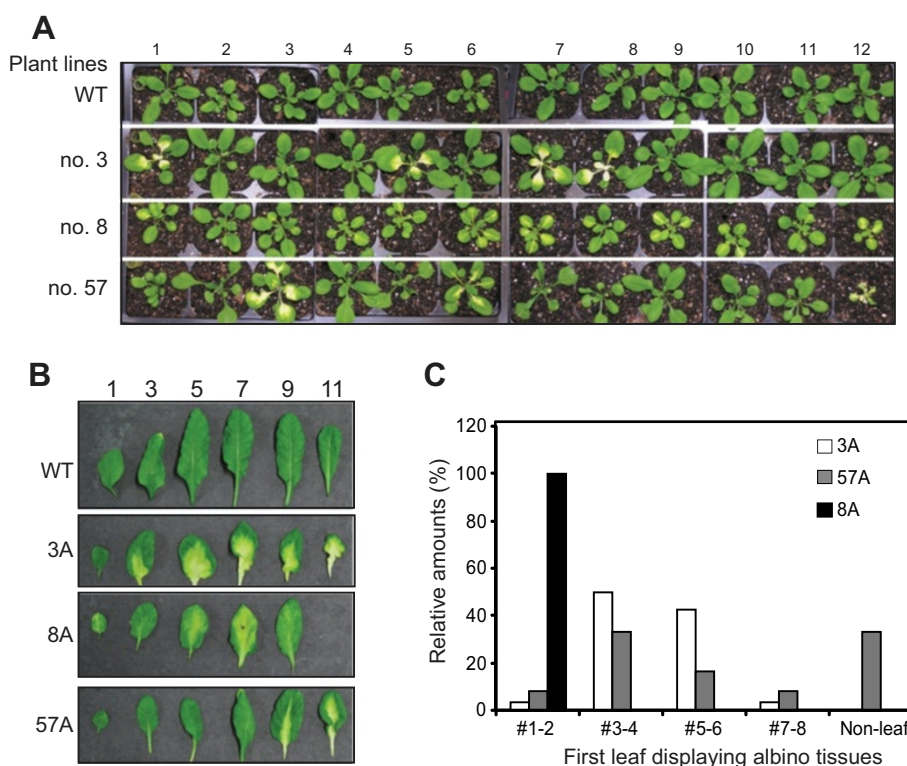 A
1 2 3 4 5 6 7 8 9 10 11 12
Plant lines
WT
no. 3
no. 8
no. 57
B
1 3 5 7 9 11
WT
3A
8A
57A
C
120
100
80
60
40
20
0
Relative amounts (%)
3A
57A
8A
#1-2 #3-4 #5-6 #7-8 Non-leaf
First leaf displaying albino tissues